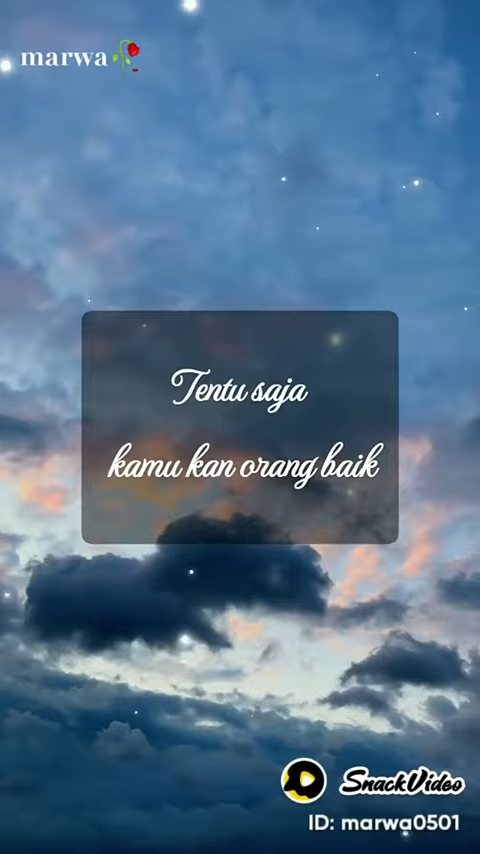 marwa🥀
Tentu saja
kamu kan orang baik
SnackVideo
ID: marwa0501